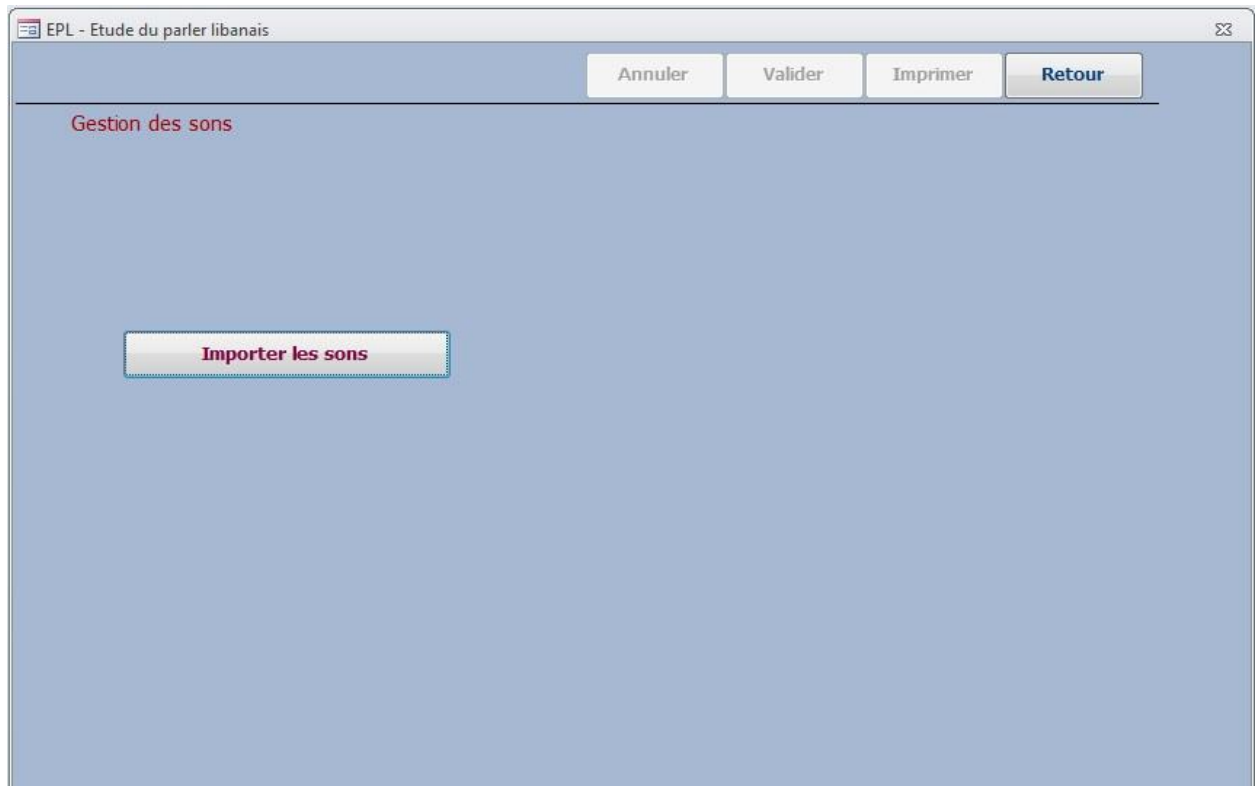 EPL - Etude du parler libanais
Annuler Valider Imprimer Retour
Gestion des sons
Importer les sons